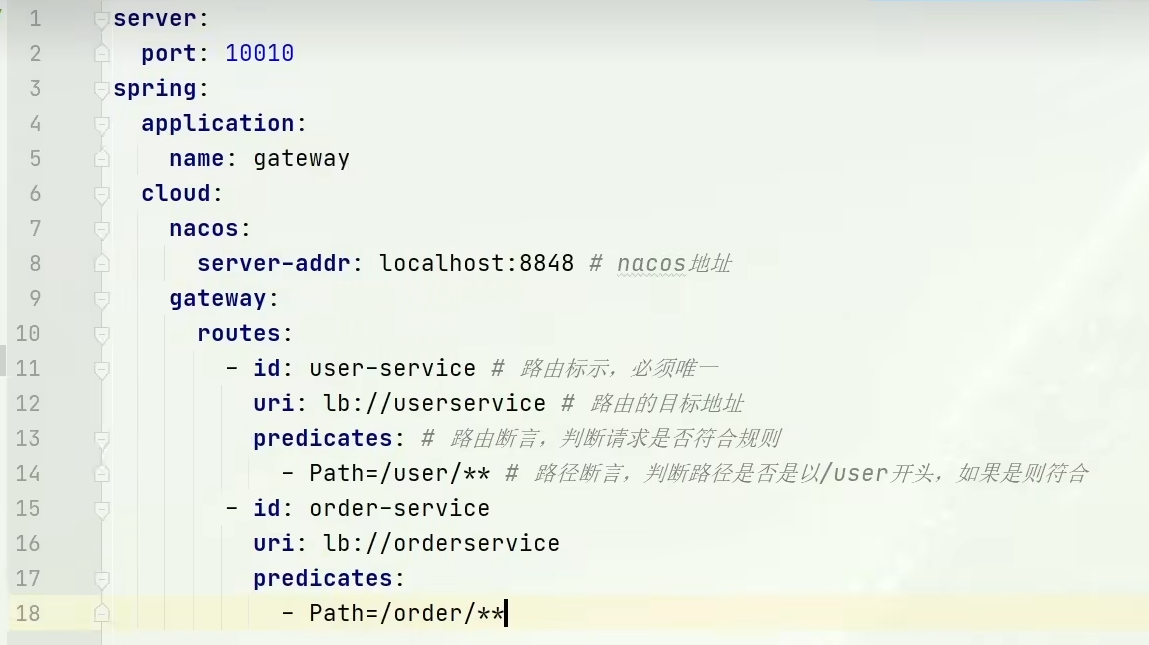 1 server:
2   port: 10010
3 spring:
4   application:
5     name: gateway
6   cloud:
7     nacos:
8       server-addr: localhost:8848 # nacos地址
9     gateway:
10       routes:
11         - id: user-service # 路由标示，必须唯一
12           uri: lb://userservice # 路由的目标地址
13           predicates: # 路由断言，判断请求是否符合规则
14             - Path=/user/** # 路径断言，判断路径是否是以/user开头，如果是则符合
15         - id: order-service
16           uri: lb://orderservice
17           predicates:
18             - Path=/order/**